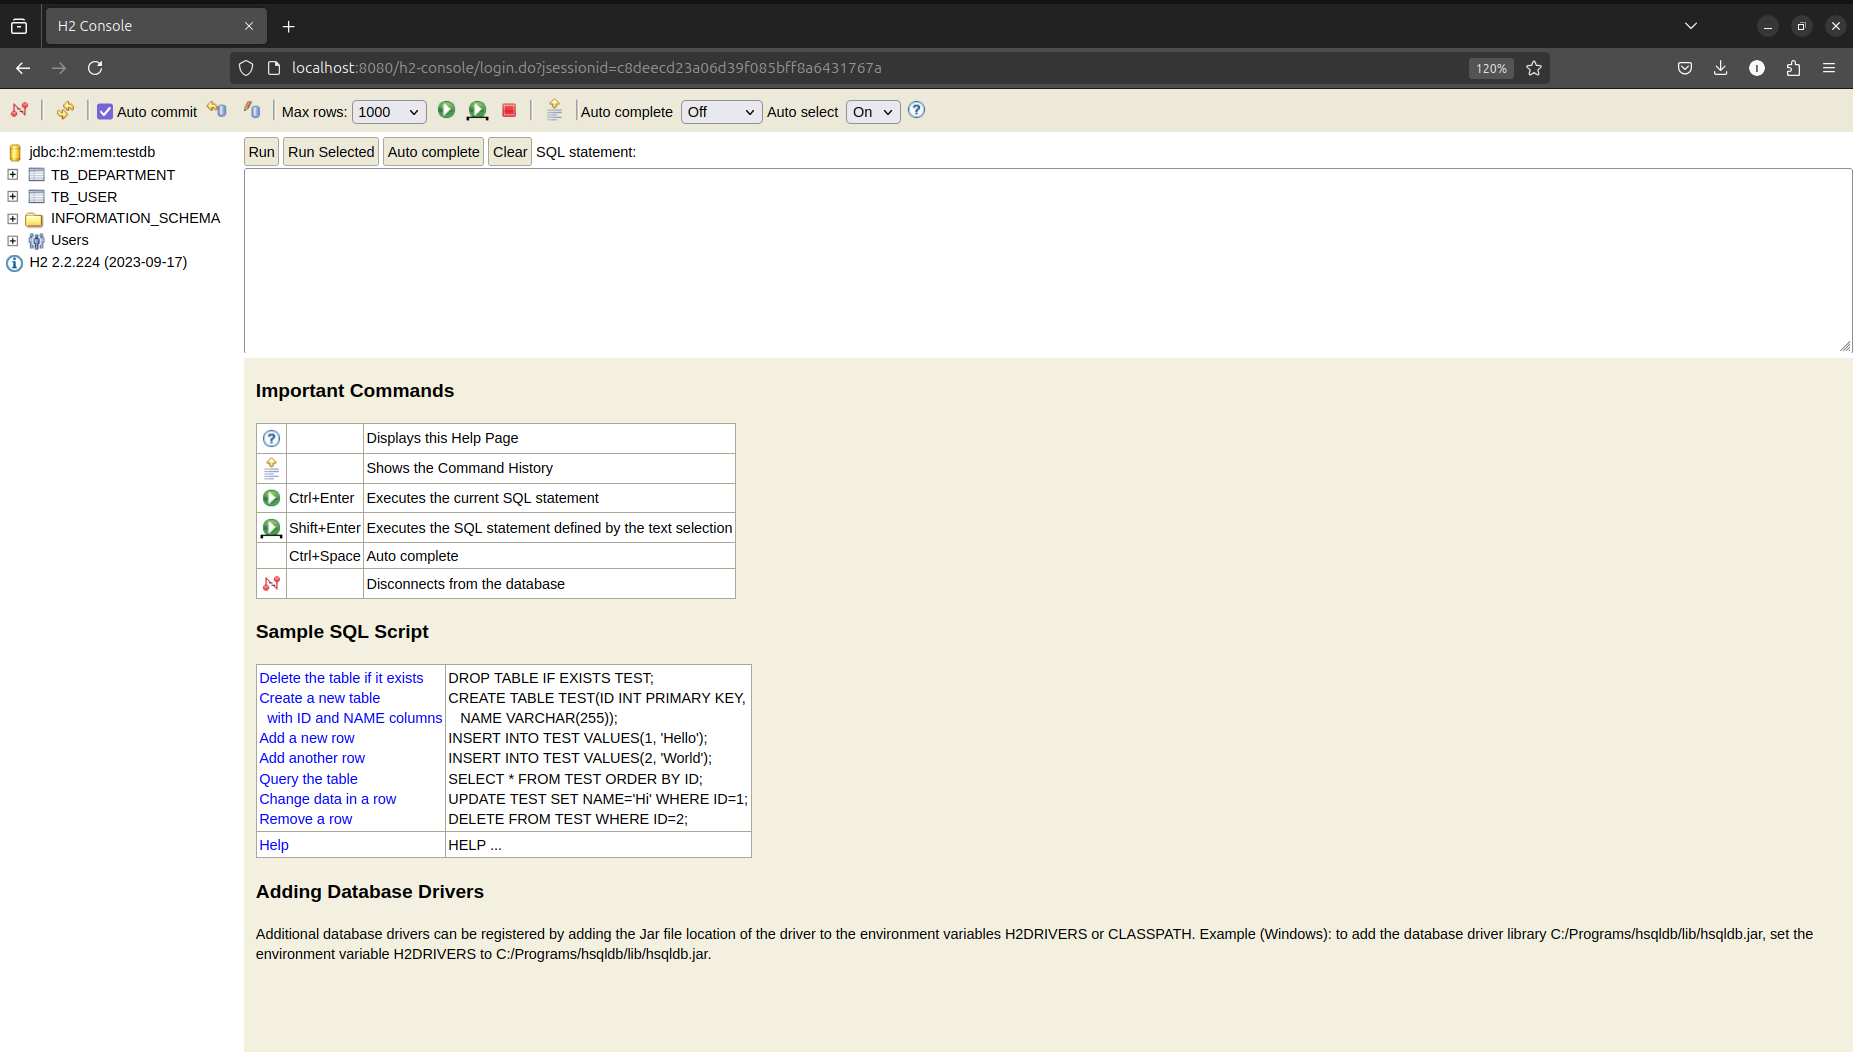 H2 Console
localhost:8080/h2-console/login.do?jsessionid=c8deecd23a06d39f085bff8a6431767a
120%
Auto commit
Max rows: 1000
Auto complete Off
Auto select On
jdbc:h2:mem:testdb
TB_DEPARTMENT
TB_USER
INFORMATION_SCHEMA
Users
H2 2.2.224 (2023-09-17)
Run Run Selected Auto complete Clear SQL statement:
Important Commands
Displays this Help Page
Shows the Command History
Ctrl+Enter Executes the current SQL statement
Shift+Enter Executes the SQL statement defined by the text selection
Ctrl+Space Auto complete
Disconnects from the database
Sample SQL Script
Delete the table if it exists DROP TABLE IF EXISTS TEST;
Create a new table CREATE TABLE TEST(ID INT PRIMARY KEY,
with ID and NAME columns NAME VARCHAR(255));
Add a new row INSERT INTO TEST VALUES(1, 'Hello');
Add another row INSERT INTO TEST VALUES(2, 'World');
Query the table SELECT * FROM TEST ORDER BY ID;
Change data in a row UPDATE TEST SET NAME='Hi' WHERE ID=1;
Remove a row DELETE FROM TEST WHERE ID=2;
Help HELP ...
Adding Database Drivers
Additional database drivers can be registered by adding the Jar file location of the driver to the environment variables H2DRIVERS or CLASSPATH. Example (Windows): to add the database driver library C:/Programs/hsqldb/lib/hsqldb.jar, set the
environment variable H2DRIVERS to C:/Programs/hsqldb/lib/hsqldb.jar.